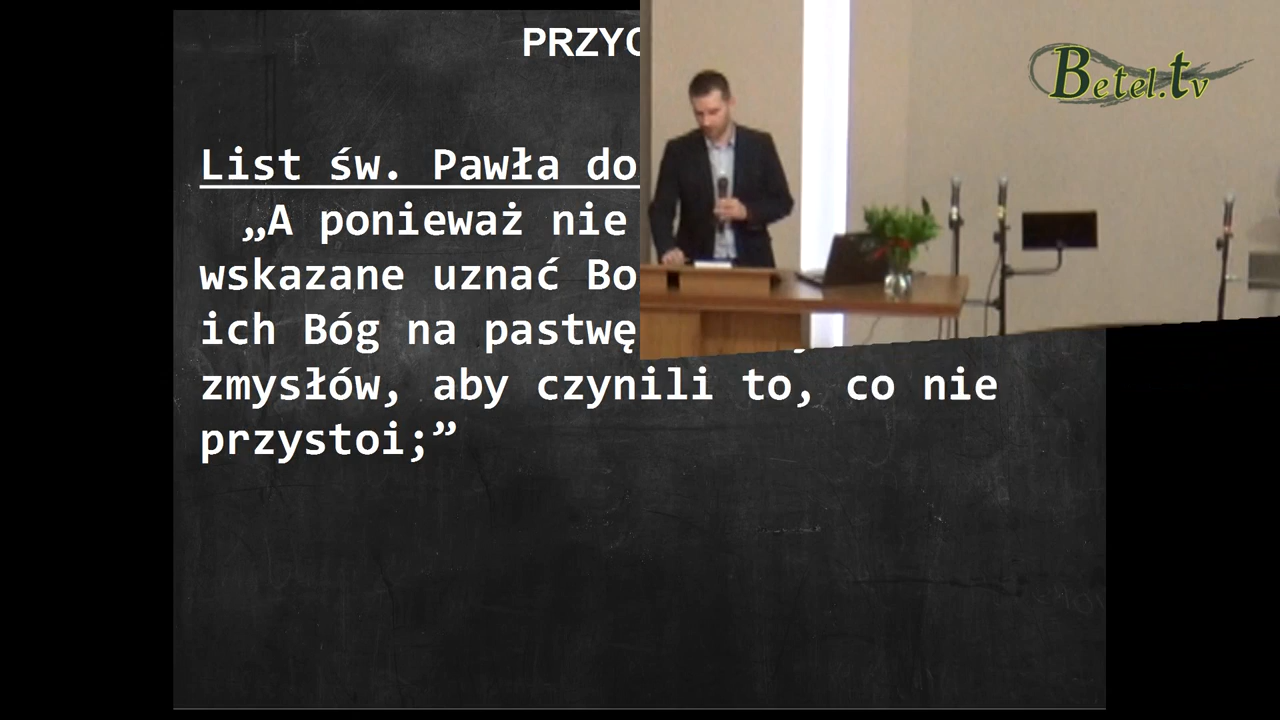 PRZYC
Betel.tv
List św. Pawła do
„A ponieważ nie
wskazane uznać Bo
ich Bóg na pastwę
zmysłów, aby czynili to, co nie
przystoi;”